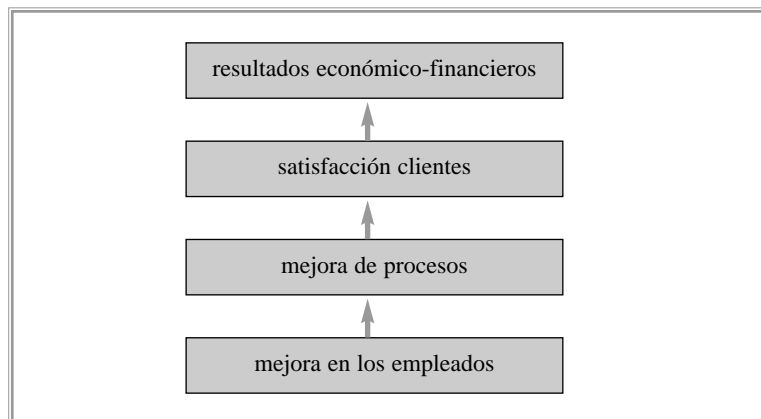 resultados económico-financieros
satisfacción clientes
mejora de procesos
mejora en los empleados